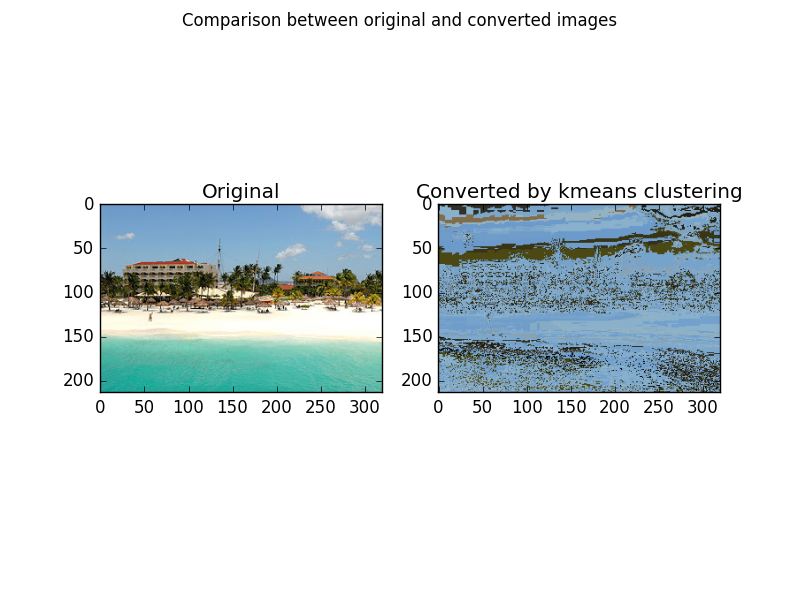 Comparison between original and converted images
Original
Converted by kmeans clustering
0
50
100
150
200
0 50 100 150 200 250 300
0
50
100
150
200
0 50 100 150 200 250 300